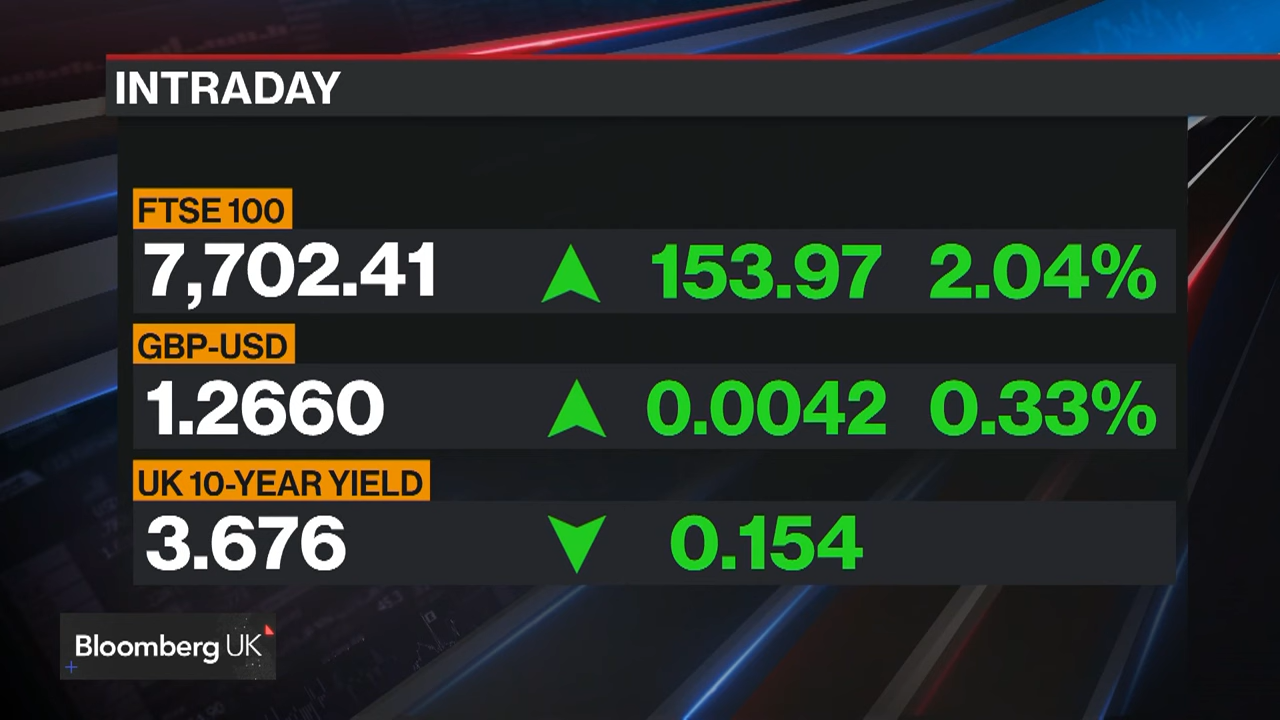 INTRADAY
FTSE 100
7,702.41 ▲ 153.97 2.04%
GBP-USD
1.2660 ▲ 0.0042 0.33%
UK 10-YEAR YIELD
3.676 ▼ 0.154
Bloomberg UK